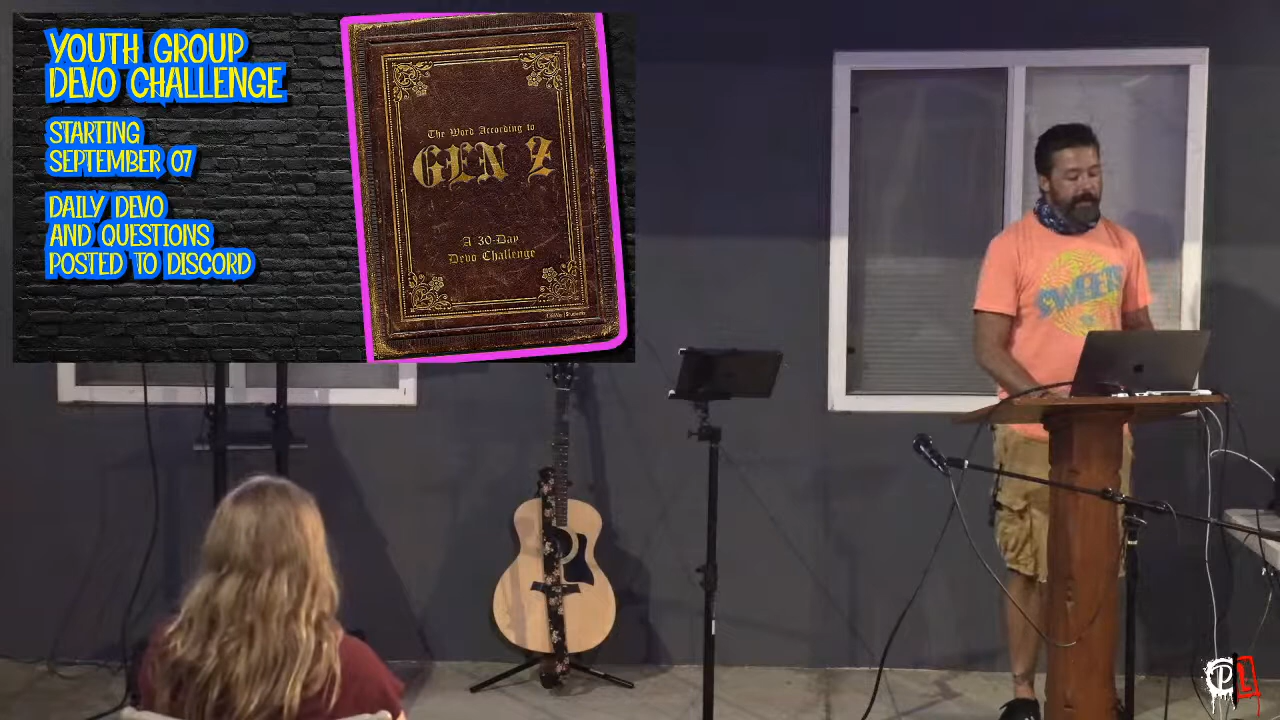 YOUTH GROUP
DEVO CHALLENGE
STARTING
SEPTEMBER 07
DAILY DEVO
AND QUESTIONS
POSTED TO DISCORD
The Word According to
GEN Z
A 30-Day
Devo Challenge
SWEETS